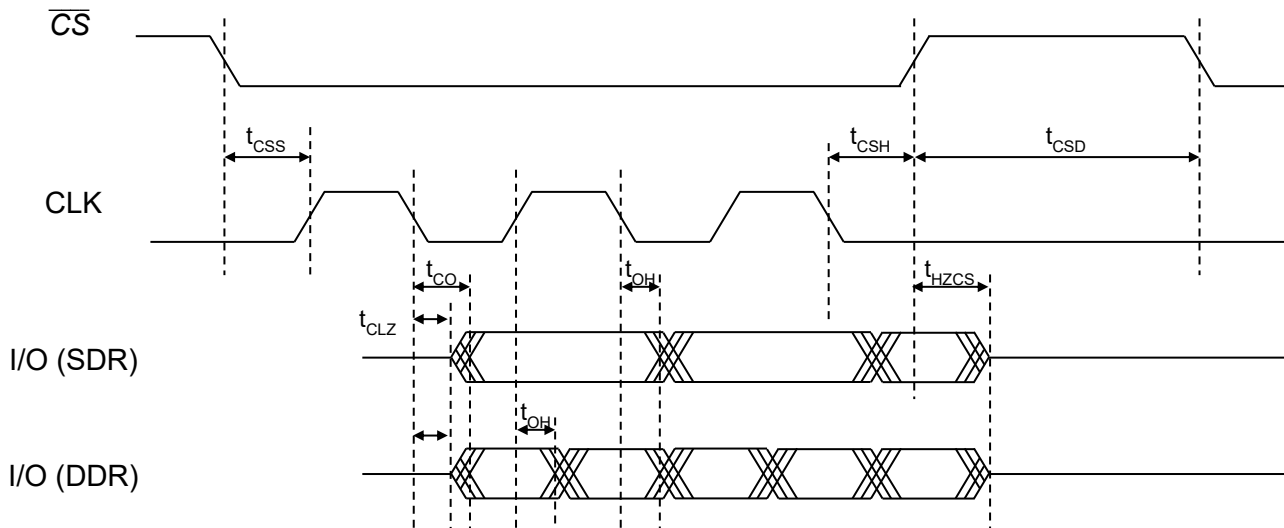 CS
tCSS
tCSH
tCSD
CLK
tCO
tOH
tHZCS
tCLZ
I/O (SDR)
tOH
I/O (DDR)